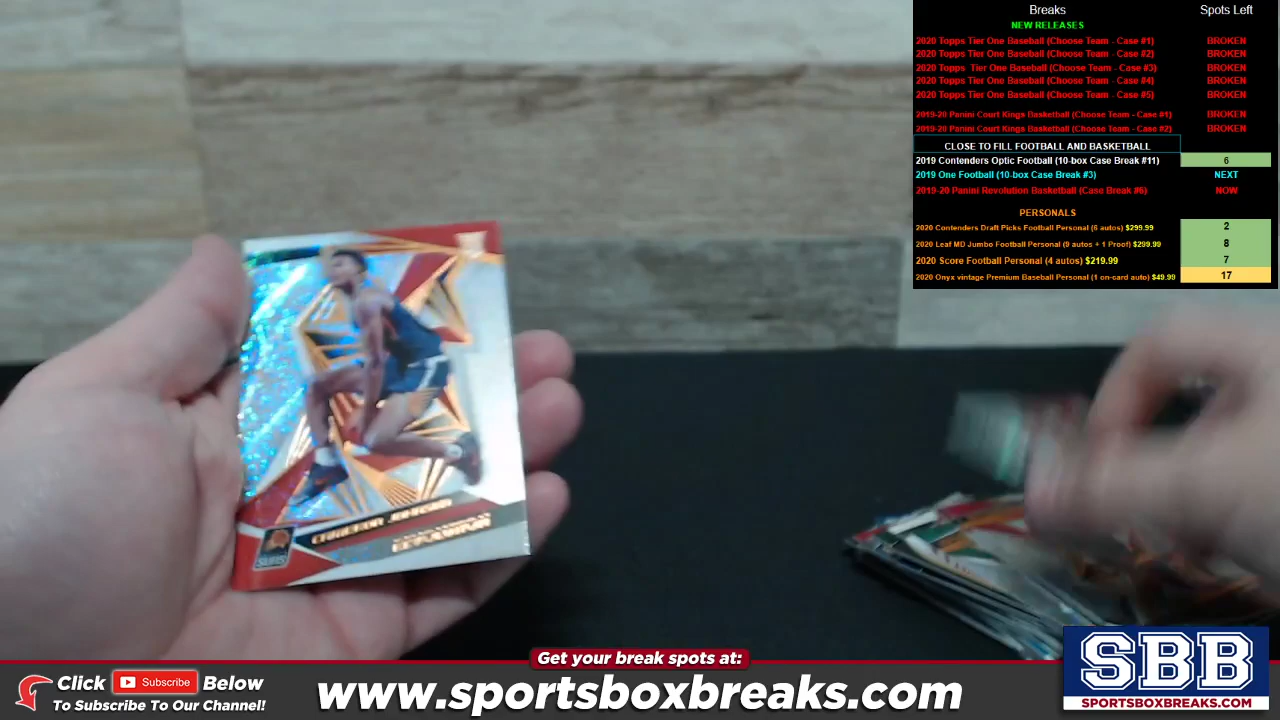 Breaks Spots Left
NEW RELEASES
2020 Topps Tier One Baseball (Choose Team - Case #1) BROKEN
2020 Topps Tier One Baseball (Choose Team - Case #2) BROKEN
2020 Topps Tier One Baseball (Choose Team - Case #3) BROKEN
2020 Topps Tier One Baseball (Choose Team - Case #4) BROKEN
2020 Topps Tier One Baseball (Choose Team - Case #5) BROKEN
2019-20 Panini Court Kings Basketball (Choose Team - Case #1) BROKEN
2019-20 Panini Court Kings Basketball (Choose Team - Case #2) BROKEN
CLOSE TO FILL FOOTBALL AND BASKETBALL
2019 Contenders Optic Football (10-box Case Break #11) 6
2019 One Football (10-box Case Break #3) NEXT
2019-20 Panini Revolution Basketball (Case Break #6) NOW
PERSONALS
2020 Contenders Draft Picks Football Personal (6 autos) $299.99 2
2020 Leaf MD Jumbo Football Personal (9 autos + 1 Proof) $299.99 8
2020 Score Football Personal (4 autos) $219.99 7
2020 Onyx vintage Premium Baseball Personal (1 on-card auto) $49.99 17
CAMERON JOHNSON
REVOLUTION
SUNS
Get your break spots at:
Click Subscribe Below
To Subscribe To Our Channel!
www.sportsboxbreaks.com
SBB
SPORTSBOXBREAKS.COM